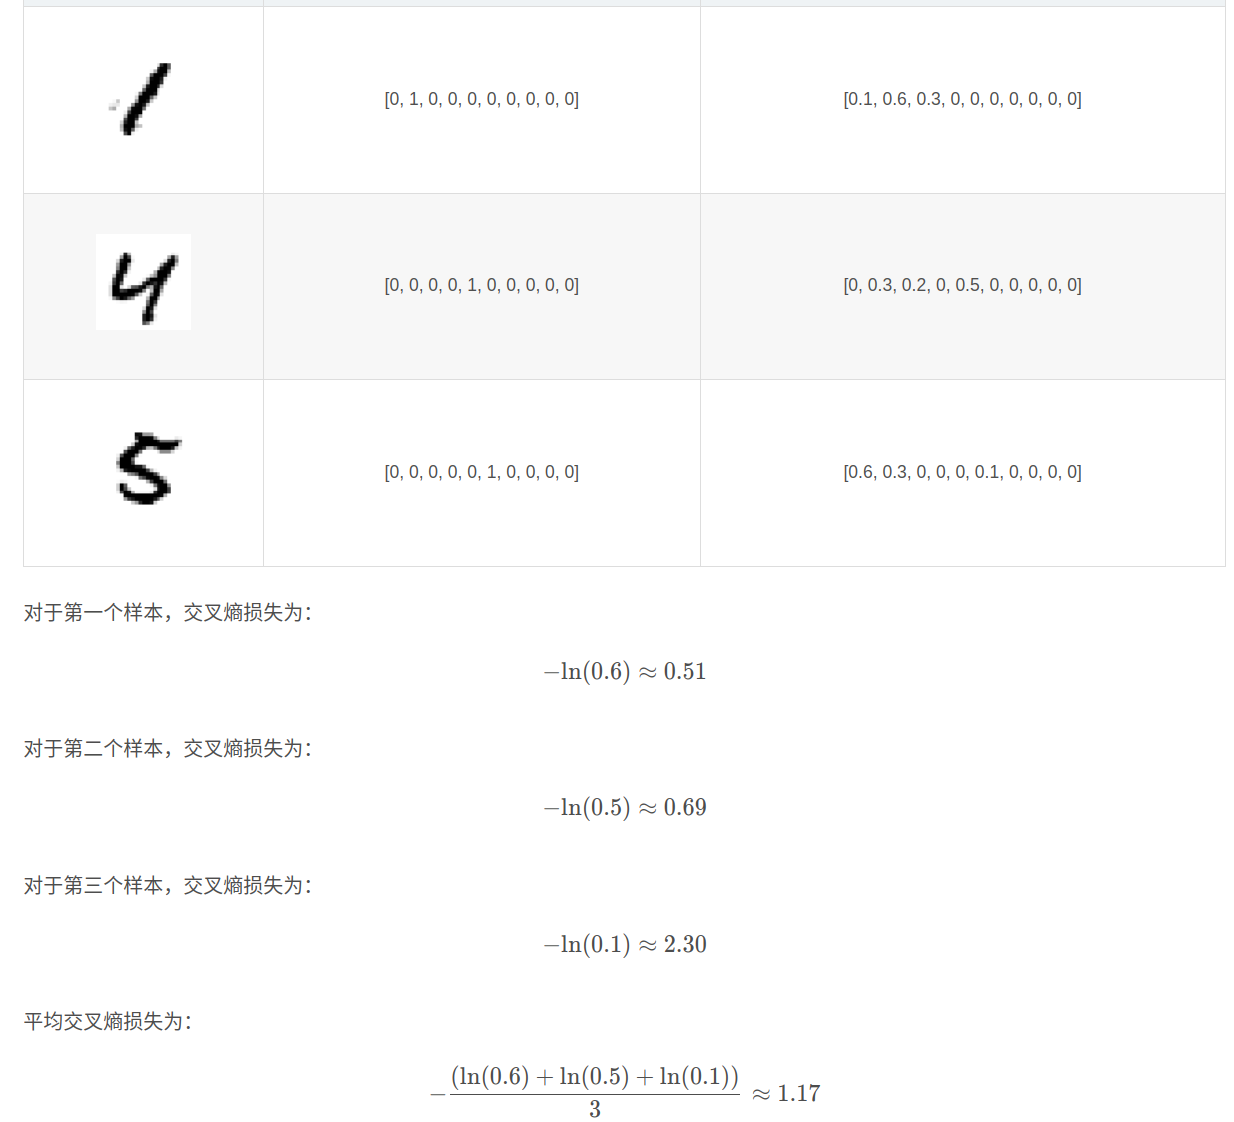 1 [0, 1, 0, 0, 0, 0, 0, 0, 0, 0] [0.1, 0.6, 0.3, 0, 0, 0, 0, 0, 0, 0]
4 [0, 0, 0, 0, 1, 0, 0, 0, 0, 0] [0, 0.3, 0.2, 0, 0.5, 0, 0, 0, 0, 0]
5 [0, 0, 0, 0, 0, 1, 0, 0, 0, 0] [0.6, 0.3, 0, 0, 0, 0.1, 0, 0, 0, 0]
对于第一个样本，交叉熵损失为：
−ln(0.6) ≈ 0.51
对于第二个样本，交叉熵损失为：
−ln(0.5) ≈ 0.69
对于第三个样本，交叉熵损失为：
−ln(0.1) ≈ 2.30
平均交叉熵损失为：
−(ln(0.6) + ln(0.5) + ln(0.1))/3 ≈ 1.17